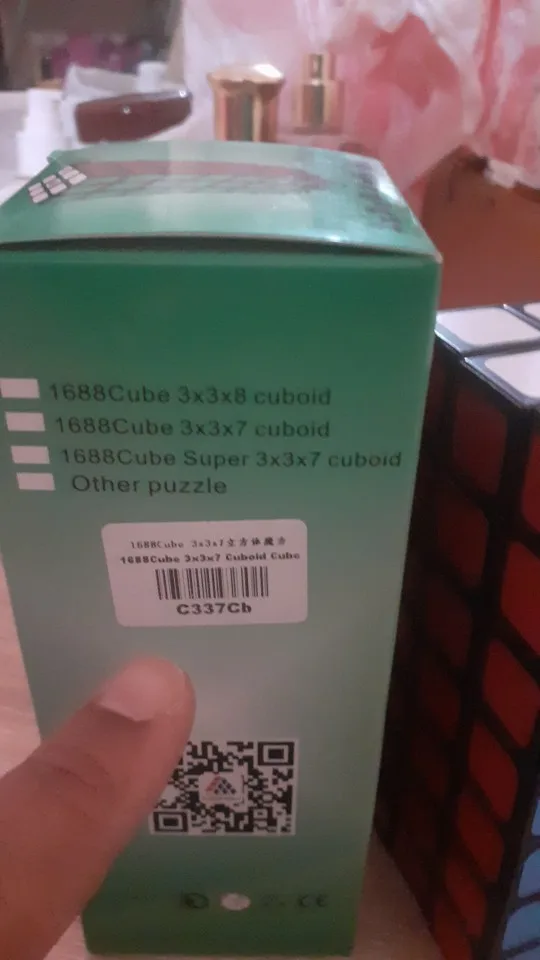 1688Cube 3x3x8 cuboid
1688Cube 3x3x7 cuboid
1688Cube Super 3x3x7 cuboid
Other puzzle
1688Cube 3x3x7立方体魔方
1688Cube 3x3x7 Cuboid Cube
C337Cb
CE